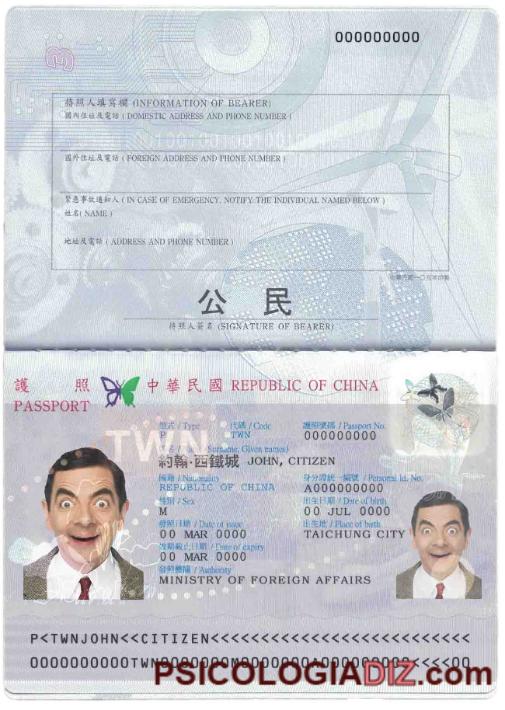 000000000
持照人填寫欄 (INFORMATION OF BEARER)
國內住址及電話 ( DOMESTIC ADDRESS AND PHONE NUMBER )
國外住址及電話 ( FOREIGN ADDRESS AND PHONE NUMBER )
緊急事故通知人 ( IN CASE OF EMERGENCY, NOTIFY THE INDIVIDUAL NAMED BELOW )
姓名( NAME )
地址及電話 ( ADDRESS AND PHONE NUMBER )
公 民
持照人簽名 (SIGNATURE OF BEARER)
護 照 中華民國 REPUBLIC OF CHINA
PASSPORT
型式 / Type 代碼 / Code 護照號碼 / Passport No.
P TWN 000000000
TWN
(Surname, Given names)
約翰·西鐵城 JOHN, CITIZEN
國籍 / Nationality 身分證統一編號 / Personal Id. No.
REPUBLIC OF CHINA A000000000
性別 / Sex 出生日期 / Date of birth
M 00 JUL 0000
發照日期 / Date of issue 出生地 / Place of birth
00 MAR 0000 TAICHUNG CITY
效期截止日期 / Date of expiry
00 MAR 0000
發照機關 / Authority
MINISTRY OF FOREIGN AFFAIRS
P<TWNJOHN<<CITIZEN<<<<<<<<<<<<<<<<<<<<<<<<<<
0000000000TWN
PSICOLOGIADIZ.com